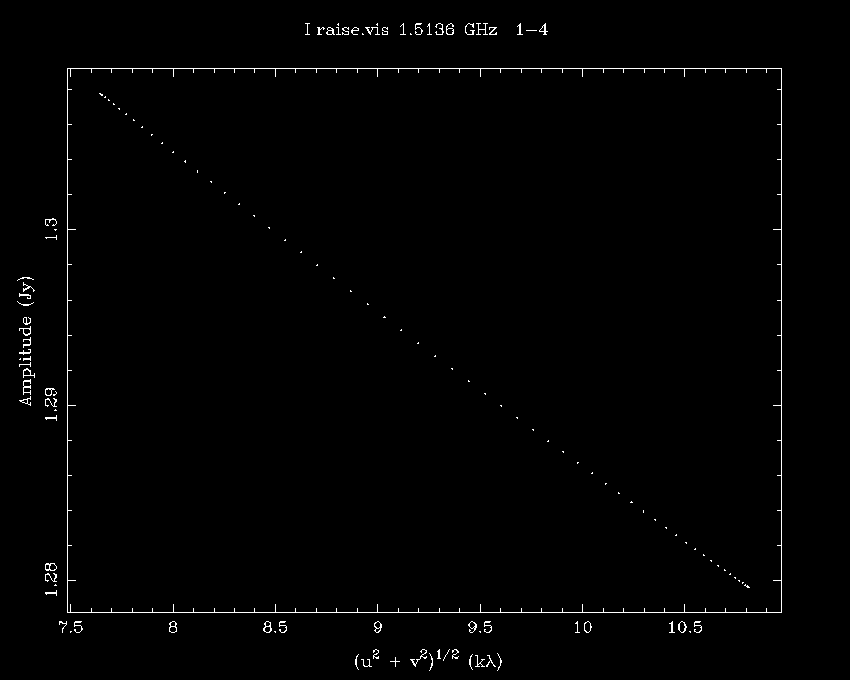 I raise.vis 1.5136 GHz 1-4
1.3
1.29
1.28
Amplitude (Jy)
7.5 8 8.5 9 9.5 10 10.5
(u² + v²)^1/2 (kλ)